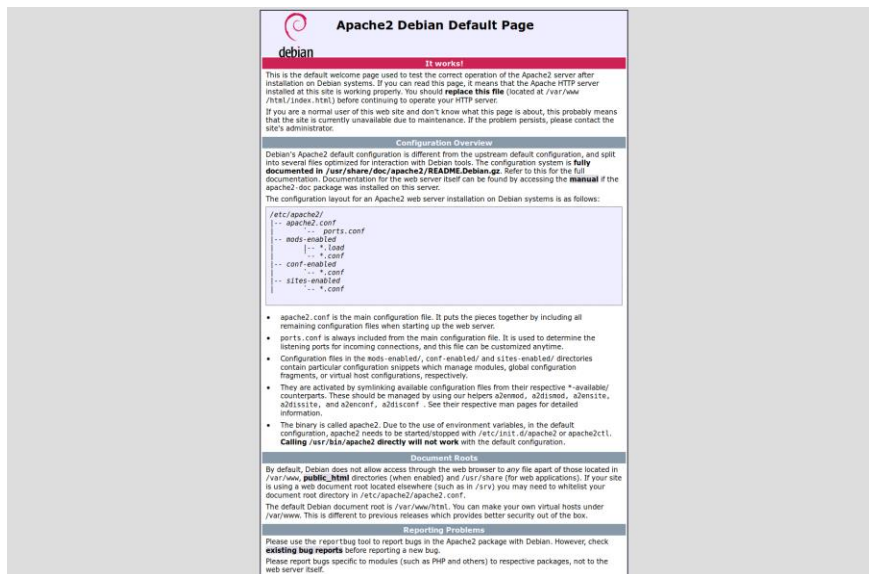 Apache2 Debian Default Page
debian
It works!
This is the default welcome page used to test the correct operation of the Apache2 server after
installation on Debian systems. If you can read this page, it means that the Apache HTTP server
installed at this site is working properly. You should replace this file (located at /var/www
/html/index.html) before continuing to operate your HTTP server.
If you are a normal user of this web site and don't know what this page is about, this probably means
that the site is currently unavailable due to maintenance. If the problem persists, please contact the
site's administrator.
Configuration Overview
Debian's Apache2 default configuration is different from the upstream default configuration, and split
into several files optimized for interaction with Debian tools. The configuration system is fully
documented in /usr/share/doc/apache2/README.Debian.gz. Refer to this for the full
documentation. Documentation for the web server itself can be found by accessing the manual if the
apache2-doc package was installed on this server.
The configuration layout for an Apache2 web server installation on Debian systems is as follows:
/etc/apache2/
|-- apache2.conf
|       `--  ports.conf
|-- mods-enabled
|       |-- *.load
|       `-- *.conf
|-- conf-enabled
|       `-- *.conf
|-- sites-enabled
|       `-- *.conf
• apache2.conf is the main configuration file. It puts the pieces together by including all
remaining configuration files when starting up the web server.
• ports.conf is always included from the main configuration file. It is used to determine the
listening ports for incoming connections, and this file can be customized anytime.
• Configuration files in the mods-enabled/, conf-enabled/ and sites-enabled/ directories
contain particular configuration snippets which manage modules, global configuration
fragments, or virtual host configurations, respectively.
• They are activated by symlinking available configuration files from their respective *-available/
counterparts. These should be managed by using our helpers a2enmod, a2dismod, a2ensite,
a2dissite, and a2enconf, a2disconf . See their respective man pages for detailed
information.
• The binary is called apache2. Due to the use of environment variables, in the default
configuration, apache2 needs to be started/stopped with /etc/init.d/apache2 or apache2ctl.
Calling /usr/bin/apache2 directly will not work with the default configuration.
Document Roots
By default, Debian does not allow access through the web browser to any file apart of those located in
/var/www, public_html directories (when enabled) and /usr/share (for web applications). If your site
is using a web document root located elsewhere (such as in /srv) you may need to whitelist your
document root directory in /etc/apache2/apache2.conf.
The default Debian document root is /var/www/html. You can make your own virtual hosts under
/var/www. This is different to previous releases which provides better security out of the box.
Reporting Problems
Please use the reportbug tool to report bugs in the Apache2 package with Debian. However, check
existing bug reports before reporting a new bug.
Please report bugs specific to modules (such as PHP and others) to respective packages, not to the
web server itself.